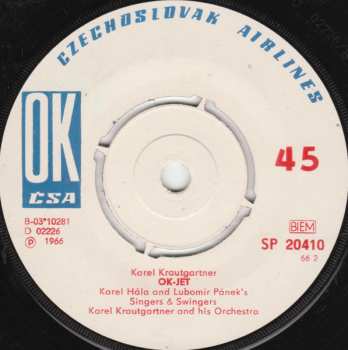 CZECHOSLOVAK AIRLINES
OK
ČSA
45
B-03*10281
D 02226
Ⓟ 1966
BIEM
SP 20410
66 2
Karel Krautgartner
OK-JET
Karel Hála and Lubomír Pánek's
Singers & Swingers
Karel Krautgartner and his Orchestra